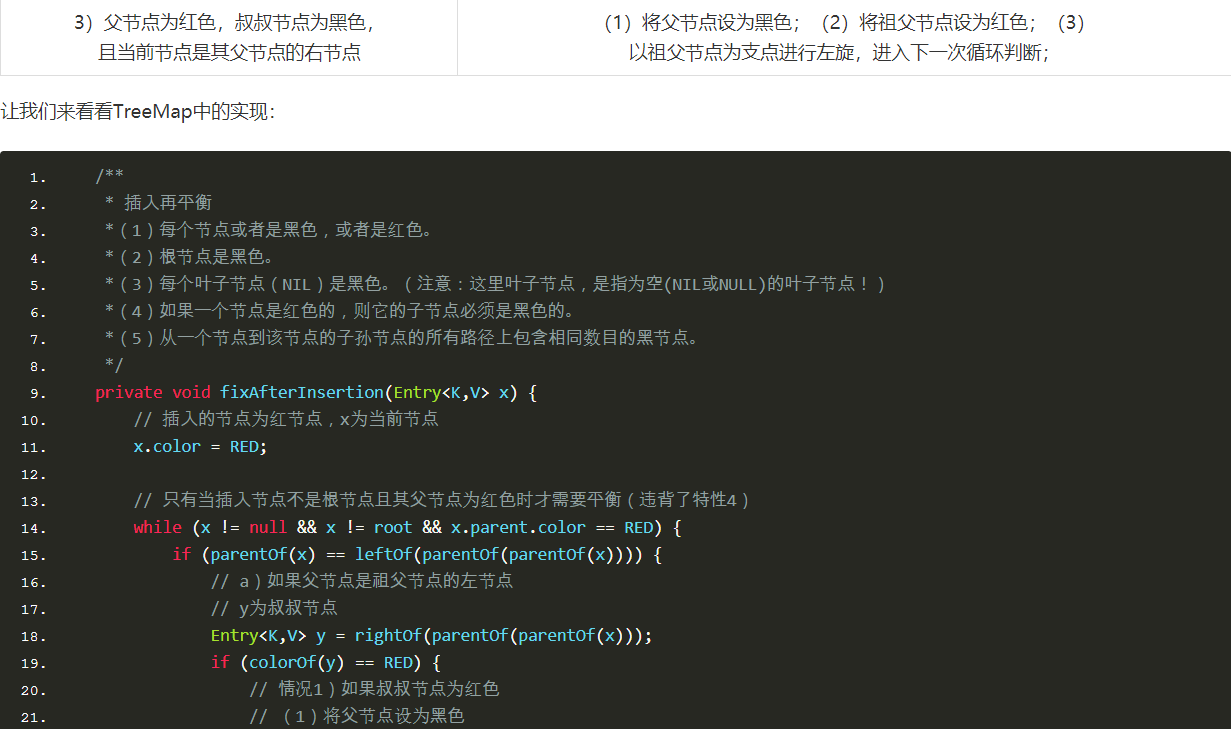 3）父节点为红色，叔叔节点为黑色，
且当前节点是其父节点的右节点
（1）将父节点设为黑色；（2）将祖父节点设为红色；（3）
以祖父节点为支点进行左旋，进入下一次循环判断；
让我们来看看TreeMap中的实现：
1. /**
2. * 插入再平衡
3. *（1）每个节点或者是黑色，或者是红色。
4. *（2）根节点是黑色。
5. *（3）每个叶子节点（NIL）是黑色。（注意：这里叶子节点，是指为空(NIL或NULL)的叶子节点！）
6. *（4）如果一个节点是红色的，则它的子节点必须是黑色的。
7. *（5）从一个节点到该节点的子孙节点的所有路径上包含相同数目的黑节点。
8. */
9. private void fixAfterInsertion(Entry<K,V> x) {
10. // 插入的节点为红节点，x为当前节点
11. x.color = RED;
12.
13. // 只有当插入节点不是根节点且其父节点为红色时才需要平衡（违背了特性4）
14. while (x != null && x != root && x.parent.color == RED) {
15. if (parentOf(x) == leftOf(parentOf(parentOf(x)))) {
16. // a）如果父节点是祖父节点的左节点
17. // y为叔叔节点
18. Entry<K,V> y = rightOf(parentOf(parentOf(x)));
19. if (colorOf(y) == RED) {
20. // 情况1）如果叔叔节点为红色
21. // （1）将父节点设为黑色